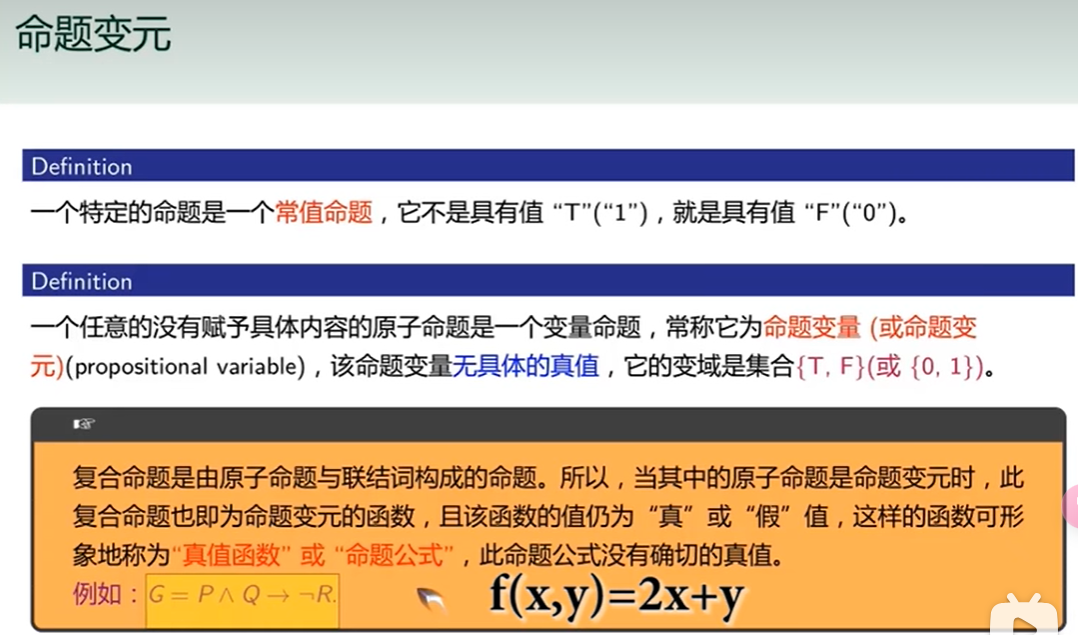 命题变元
Definition
一个特定的命题是一个常值命题，它不是具有值 “T”(“1”)，就是具有值 “F”(“0”)。
Definition
一个任意的没有赋予具体内容的原子命题是一个变量命题，常称它为命题变量 (或命题变
元)(propositional variable)，该命题变量无具体的真值，它的变域是集合{T, F}(或 {0, 1})。
复合命题是由原子命题与联结词构成的命题。所以，当其中的原子命题是命题变元时，此
复合命题也即为命题变元的函数，且该函数的值仍为“真”或“假”值，这样的函数可形
象地称为“真值函数” 或 “命题公式”，此命题公式没有确切的真值。
例如：G = P ∧ Q → ¬R.
f(x,y)=2x+y